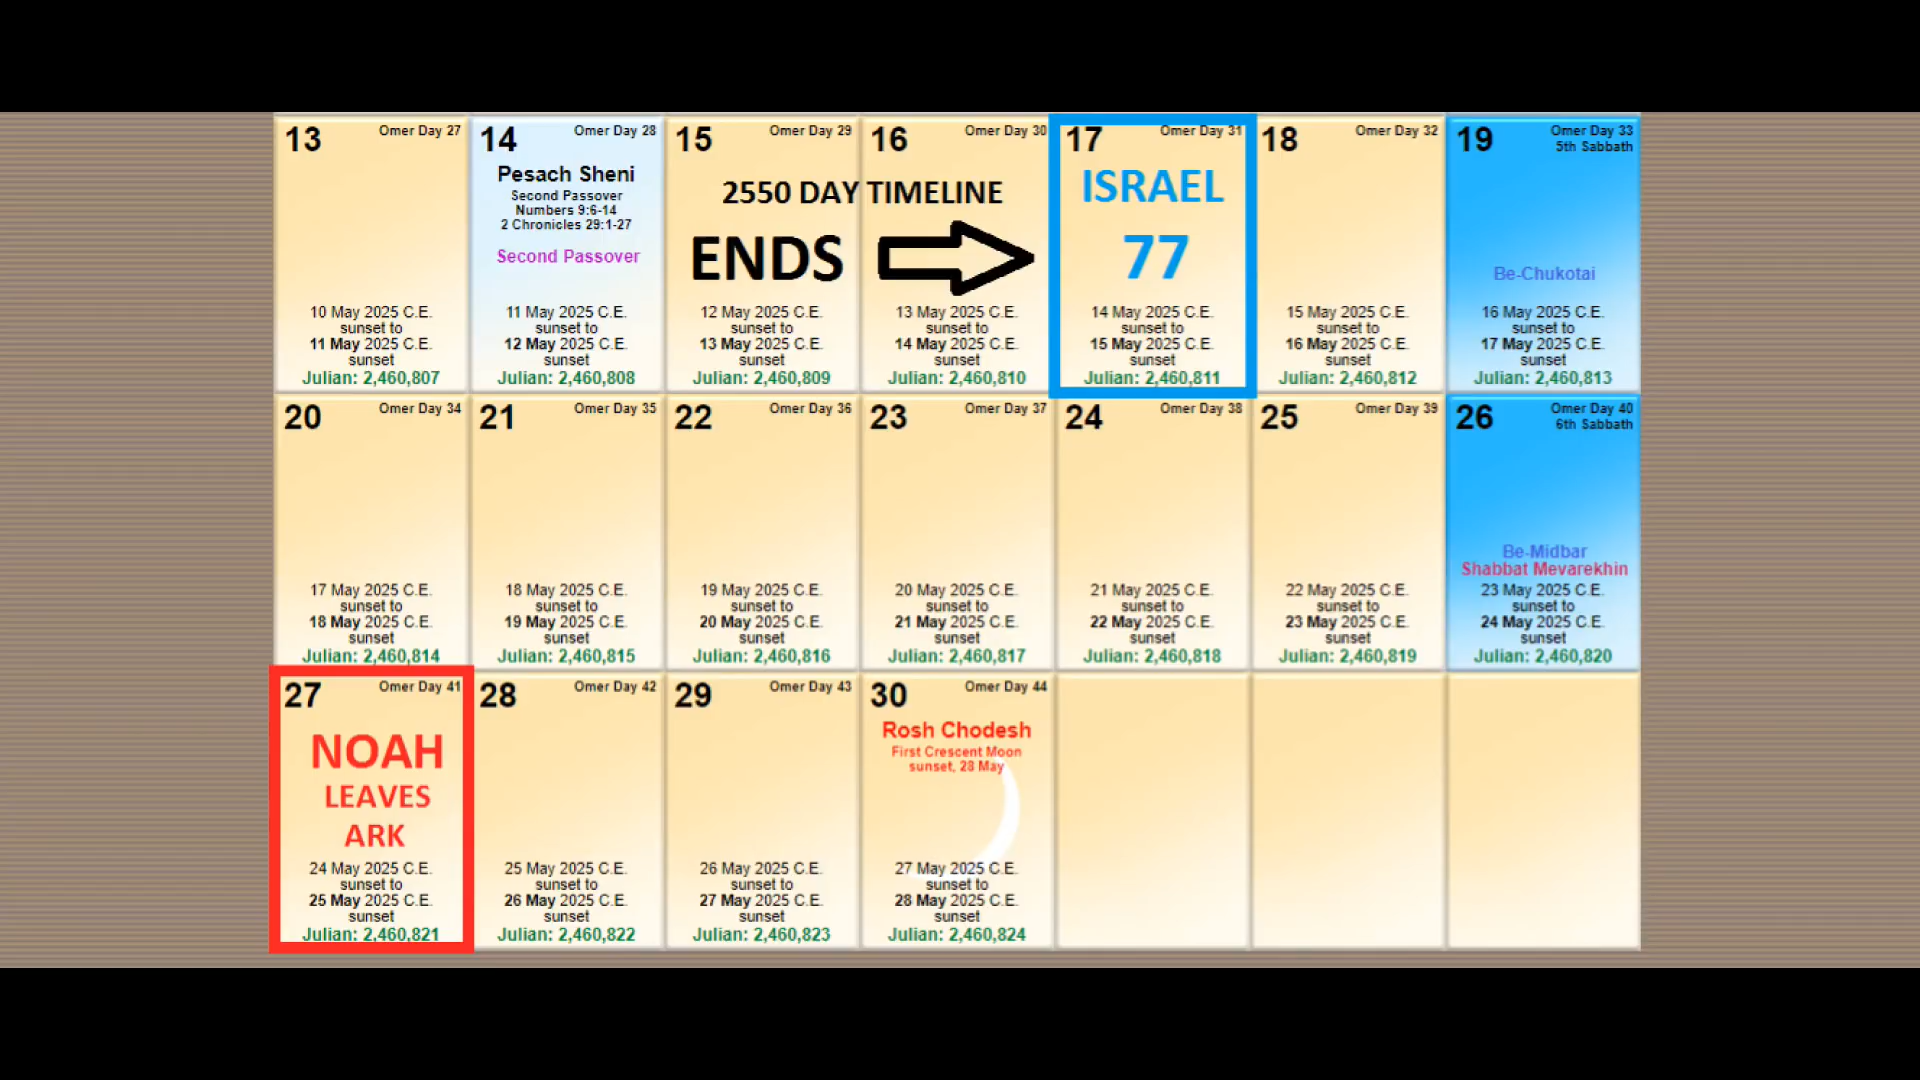 13 Omer Day 27
10 May 2025 C.E.
sunset to
11 May 2025 C.E.
sunset
Julian: 2,460,807
14 Omer Day 28
Pesach Sheni
Second Passover
Numbers 9:6-14
2 Chronicles 29:1-27
Second Passover
11 May 2025 C.E.
sunset to
12 May 2025 C.E.
sunset
Julian: 2,460,808
15 Omer Day 29
16 Omer Day 30
2550 DAY TIMELINE
ENDS
12 May 2025 C.E.
sunset to
13 May 2025 C.E.
sunset
Julian: 2,460,809
13 May 2025 C.E.
sunset to
14 May 2025 C.E.
sunset
Julian: 2,460,810
17 Omer Day 31
ISRAEL
77
14 May 2025 C.E.
sunset to
15 May 2025 C.E.
sunset
Julian: 2,460,811
18 Omer Day 32
15 May 2025 C.E.
sunset to
16 May 2025 C.E.
sunset
Julian: 2,460,812
19 Omer Day 33
5th Sabbath
Be-Chukotai
16 May 2025 C.E.
sunset to
17 May 2025 C.E.
sunset
Julian: 2,460,813
20 Omer Day 34
17 May 2025 C.E.
sunset to
18 May 2025 C.E.
sunset
Julian: 2,460,814
21 Omer Day 35
18 May 2025 C.E.
sunset to
19 May 2025 C.E.
sunset
Julian: 2,460,815
22 Omer Day 36
19 May 2025 C.E.
sunset to
20 May 2025 C.E.
sunset
Julian: 2,460,816
23 Omer Day 37
20 May 2025 C.E.
sunset to
21 May 2025 C.E.
sunset
Julian: 2,460,817
24 Omer Day 38
21 May 2025 C.E.
sunset to
22 May 2025 C.E.
sunset
Julian: 2,460,818
25 Omer Day 39
22 May 2025 C.E.
sunset to
23 May 2025 C.E.
sunset
Julian: 2,460,819
26 Omer Day 40
6th Sabbath
Be-Midbar
Shabbat Mevarekhin
23 May 2025 C.E.
sunset to
24 May 2025 C.E.
sunset
Julian: 2,460,820
27 Omer Day 41
NOAH
LEAVES
ARK
24 May 2025 C.E.
sunset to
25 May 2025 C.E.
sunset
Julian: 2,460,821
28 Omer Day 42
25 May 2025 C.E.
sunset to
26 May 2025 C.E.
sunset
Julian: 2,460,822
29 Omer Day 43
26 May 2025 C.E.
sunset to
27 May 2025 C.E.
sunset
Julian: 2,460,823
30 Omer Day 44
Rosh Chodesh
First Crescent Moon
sunset, 28 May
27 May 2025 C.E.
sunset to
28 May 2025 C.E.
sunset
Julian: 2,460,824